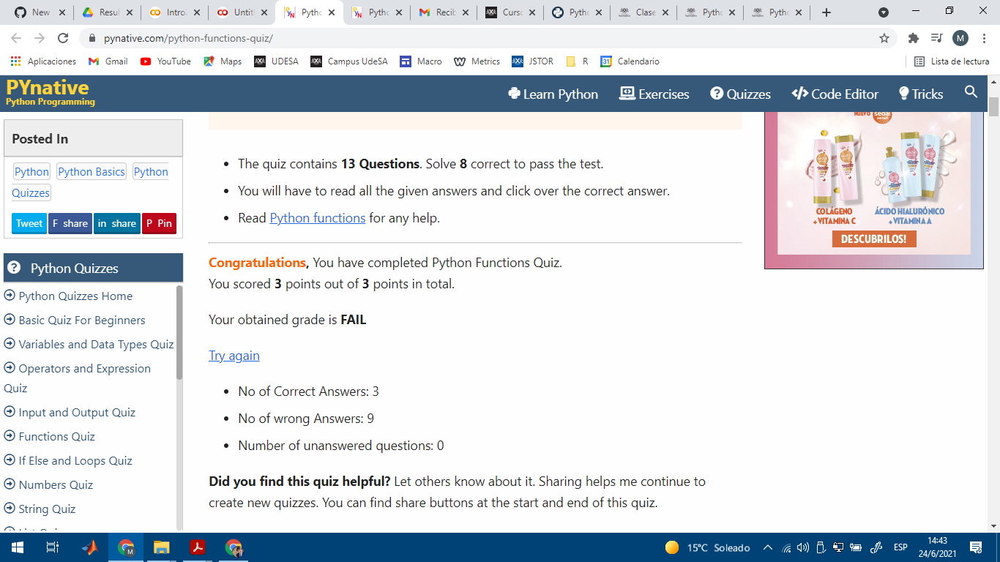 New
Resul
Intro
Untitl
Pytho
Pytho
Recib
Curso
Pytho
Clase
Pytho
Pytho
pynative.com/python-functions-quiz/
M
Aplicaciones Gmail YouTube Maps UDESA Campus UdeSA Macro Metrics JSTOR R Calendario Lista de lectura
PYnative
Python Programming
Learn Python Exercises Quizzes Code Editor Tricks
Posted In
Python Python Basics Python
Quizzes
Tweet F share in share P Pin
Python Quizzes
Python Quizzes Home
Basic Quiz For Beginners
Variables and Data Types Quiz
Operators and Expression
Quiz
Input and Output Quiz
Functions Quiz
If Else and Loops Quiz
Numbers Quiz
String Quiz
The quiz contains 13 Questions. Solve 8 correct to pass the test.
You will have to read all the given answers and click over the correct answer.
Read Python functions for any help.
Congratulations, You have completed Python Functions Quiz.
You scored 3 points out of 3 points in total.
Your obtained grade is FAIL
Try again
No of Correct Answers: 3
No of wrong Answers: 9
Number of unanswered questions: 0
Did you find this quiz helpful? Let others know about it. Sharing helps me continue to
create new quizzes. You can find share buttons at the start and end of this quiz.
NUEVO sedal
COLÁGENO
+ VITAMINA C
ÁCIDO HIALURÓNICO
+ VITAMINA A
DESCUBRILOS!
15°C Soleado
ESP
14:43
24/6/2021